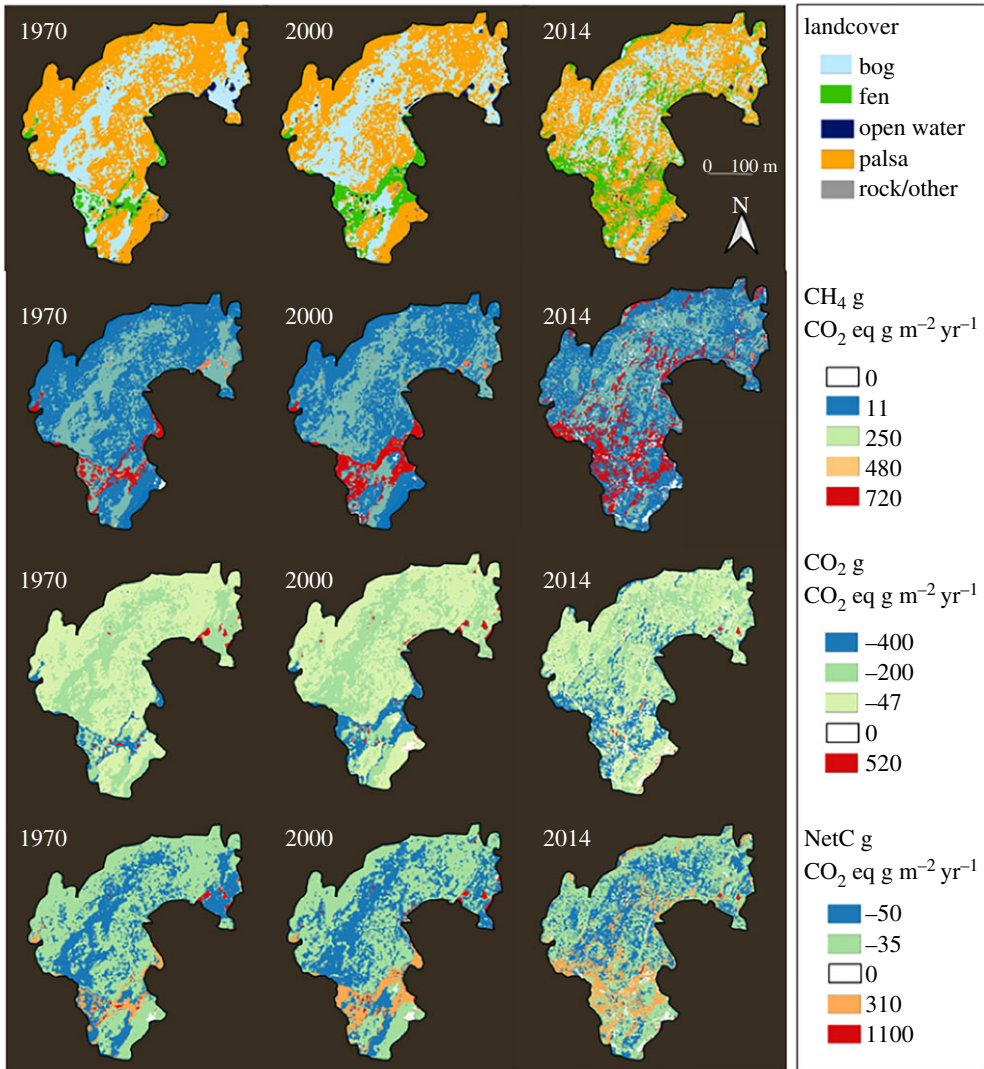 1970
2000
2014
0 100 m
N
landcover
bog
fen
open water
palsa
rock/other
1970
2000
2014
CH₄ g
CO₂ eq g m⁻² yr⁻¹
0
11
250
480
720
1970
2000
2014
CO₂ g
CO₂ eq g m⁻² yr⁻¹
–400
–200
–47
0
520
1970
2000
2014
NetC g
CO₂ eq g m⁻² yr⁻¹
–50
–35
0
310
1100